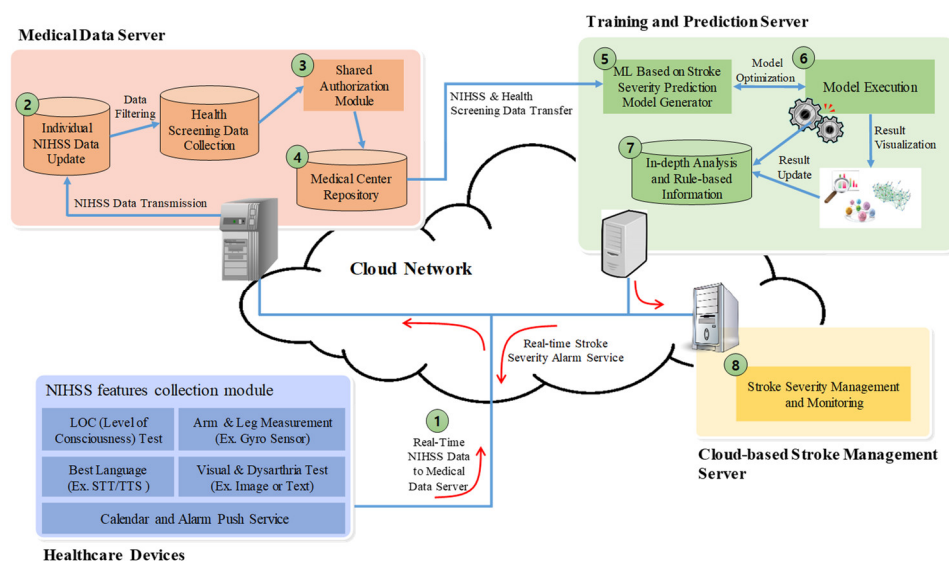 Training and Prediction Server
Medical Data Server
3
Shared
Authorization
Module
2
Individual
NIHSS Data
Update
Data
Filtering
Health
Screening Data
Collection
4
Medical Center
Repository
NIHSS Data Transmission
NIHSS & Health
Screening Data Transfer
5
ML Based on Stroke
Severity Prediction
Model Generator
Model
Optimization
6
Model Execution
7
In-depth Analysis
and Rule-based
Information
Result
Update
Result
Visualization
Cloud Network
Real-time Stroke
Severity Alarm Service
8
Stroke Severity Management
and Monitoring
Cloud-based Stroke Management
Server
NIHSS features collection module
LOC (Level of
Consciousness) Test
Arm & Leg Measurement
(Ex. Gyro Sensor)
Best Language
(Ex. STT/TTS )
Visual & Dysarthria Test
(Ex. Image or Text)
Calendar and Alarm Push Service
1
Real-Time
NIHSS Data
to Medical
Data Server
Healthcare Devices